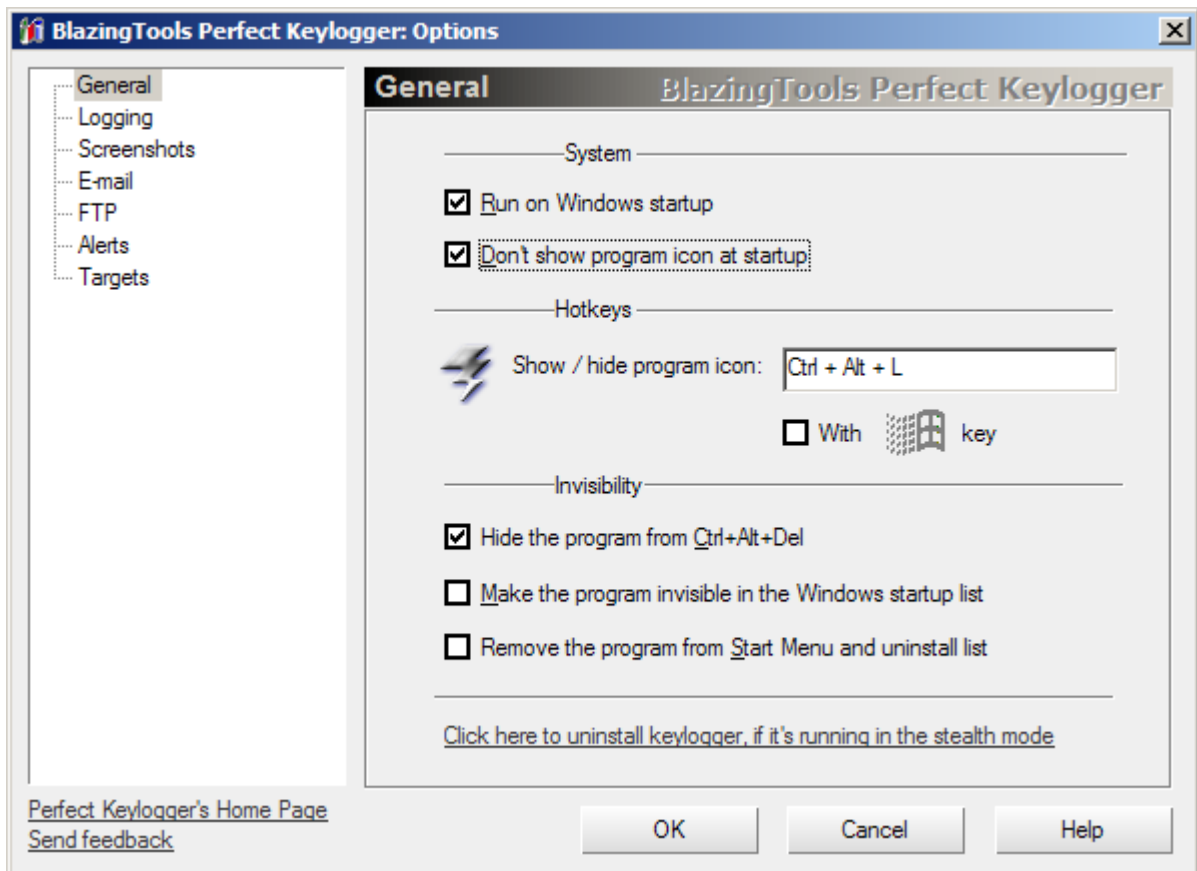 BlazingTools Perfect Keylogger: Options
General
Logging
Screenshots
E-mail
FTP
Alerts
Targets
General BlazingTools Perfect Keylogger
System
Run on Windows startup
Don't show program icon at startup
Hotkeys
Show / hide program icon: Ctrl + Alt + L
With key
Invisibility
Hide the program from Ctrl+Alt+Del
Make the program invisible in the Windows startup list
Remove the program from Start Menu and uninstall list
Click here to uninstall keylogger, if it's running in the stealth mode
Perfect Keylogger's Home Page
Send feedback
OK Cancel Help